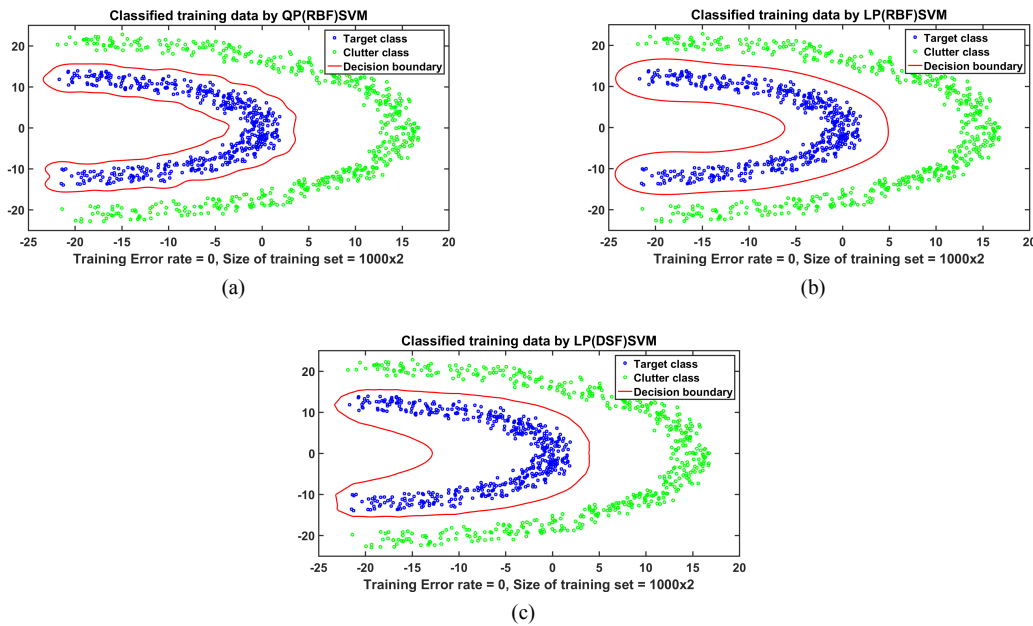 Classified training data by QP(RBF)SVM
Target class
Clutter class
Decision boundary
20
10
0
-10
-20
-25 -20 -15 -10 -5 0 5 10 15 20
Training Error rate = 0, Size of training set = 1000x2
(a)
Classified training data by LP(RBF)SVM
Target class
Clutter class
Decision boundary
20
10
0
-10
-20
-25 -20 -15 -10 -5 0 5 10 15 20
Training Error rate = 0, Size of training set = 1000x2
(b)
Classified training data by LP(DSF)SVM
Target class
Clutter class
Decision boundary
20
10
0
-10
-20
-25 -20 -15 -10 -5 0 5 10 15 20
Training Error rate = 0, Size of training set = 1000x2
(c)